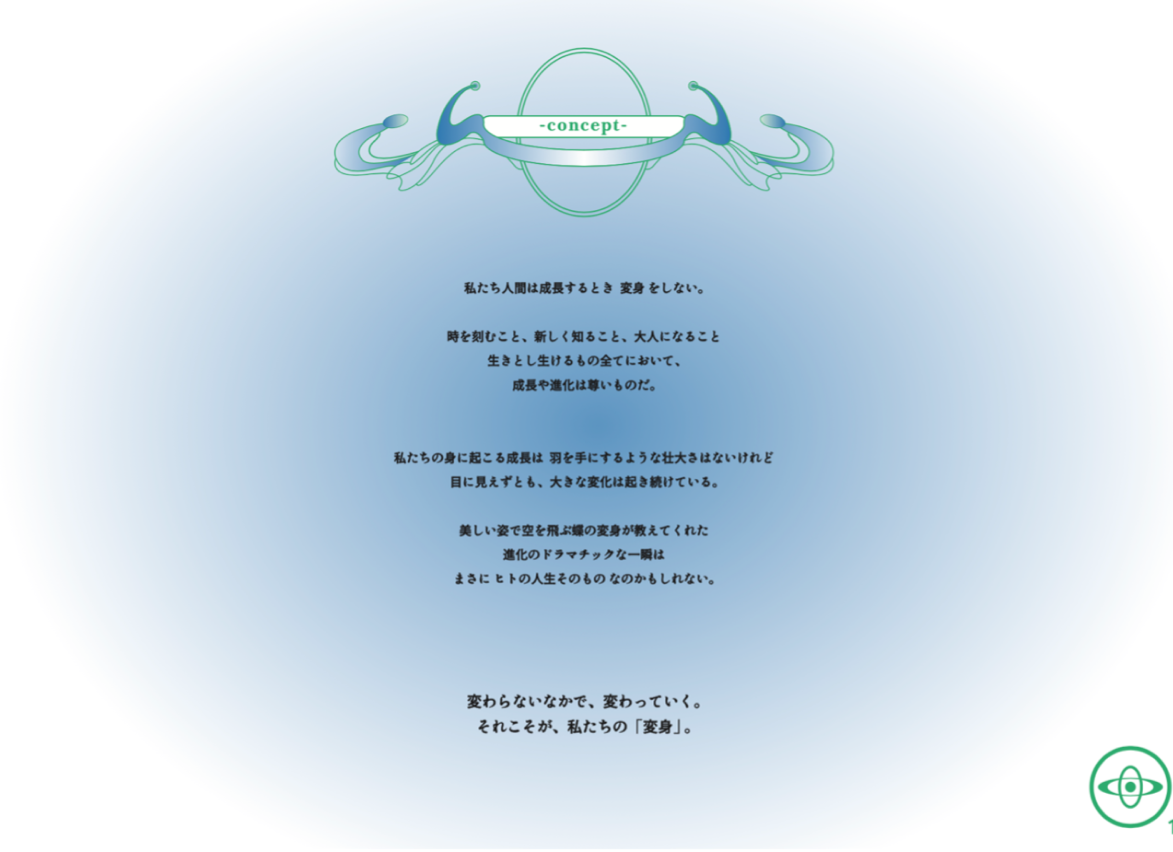 -concept-
私たち人間は成長するとき 変身 をしない。
時を刻むこと、新しく知ること、大人になること
生きとし生けるもの全てにおいて、
成長や進化は尊いものだ。
私たちの身に起こる成長は 羽を手にするような壮大さはないけれど
目に見えずとも、大きな変化は起き続けている。
美しい姿で空を飛ぶ蝶の変身が教えてくれた
進化のドラマチックな一瞬は
まさに ヒトの人生そのもの なのかもしれない。
変わらないなかで、変わっていく。
それこそが、私たちの「変身」。